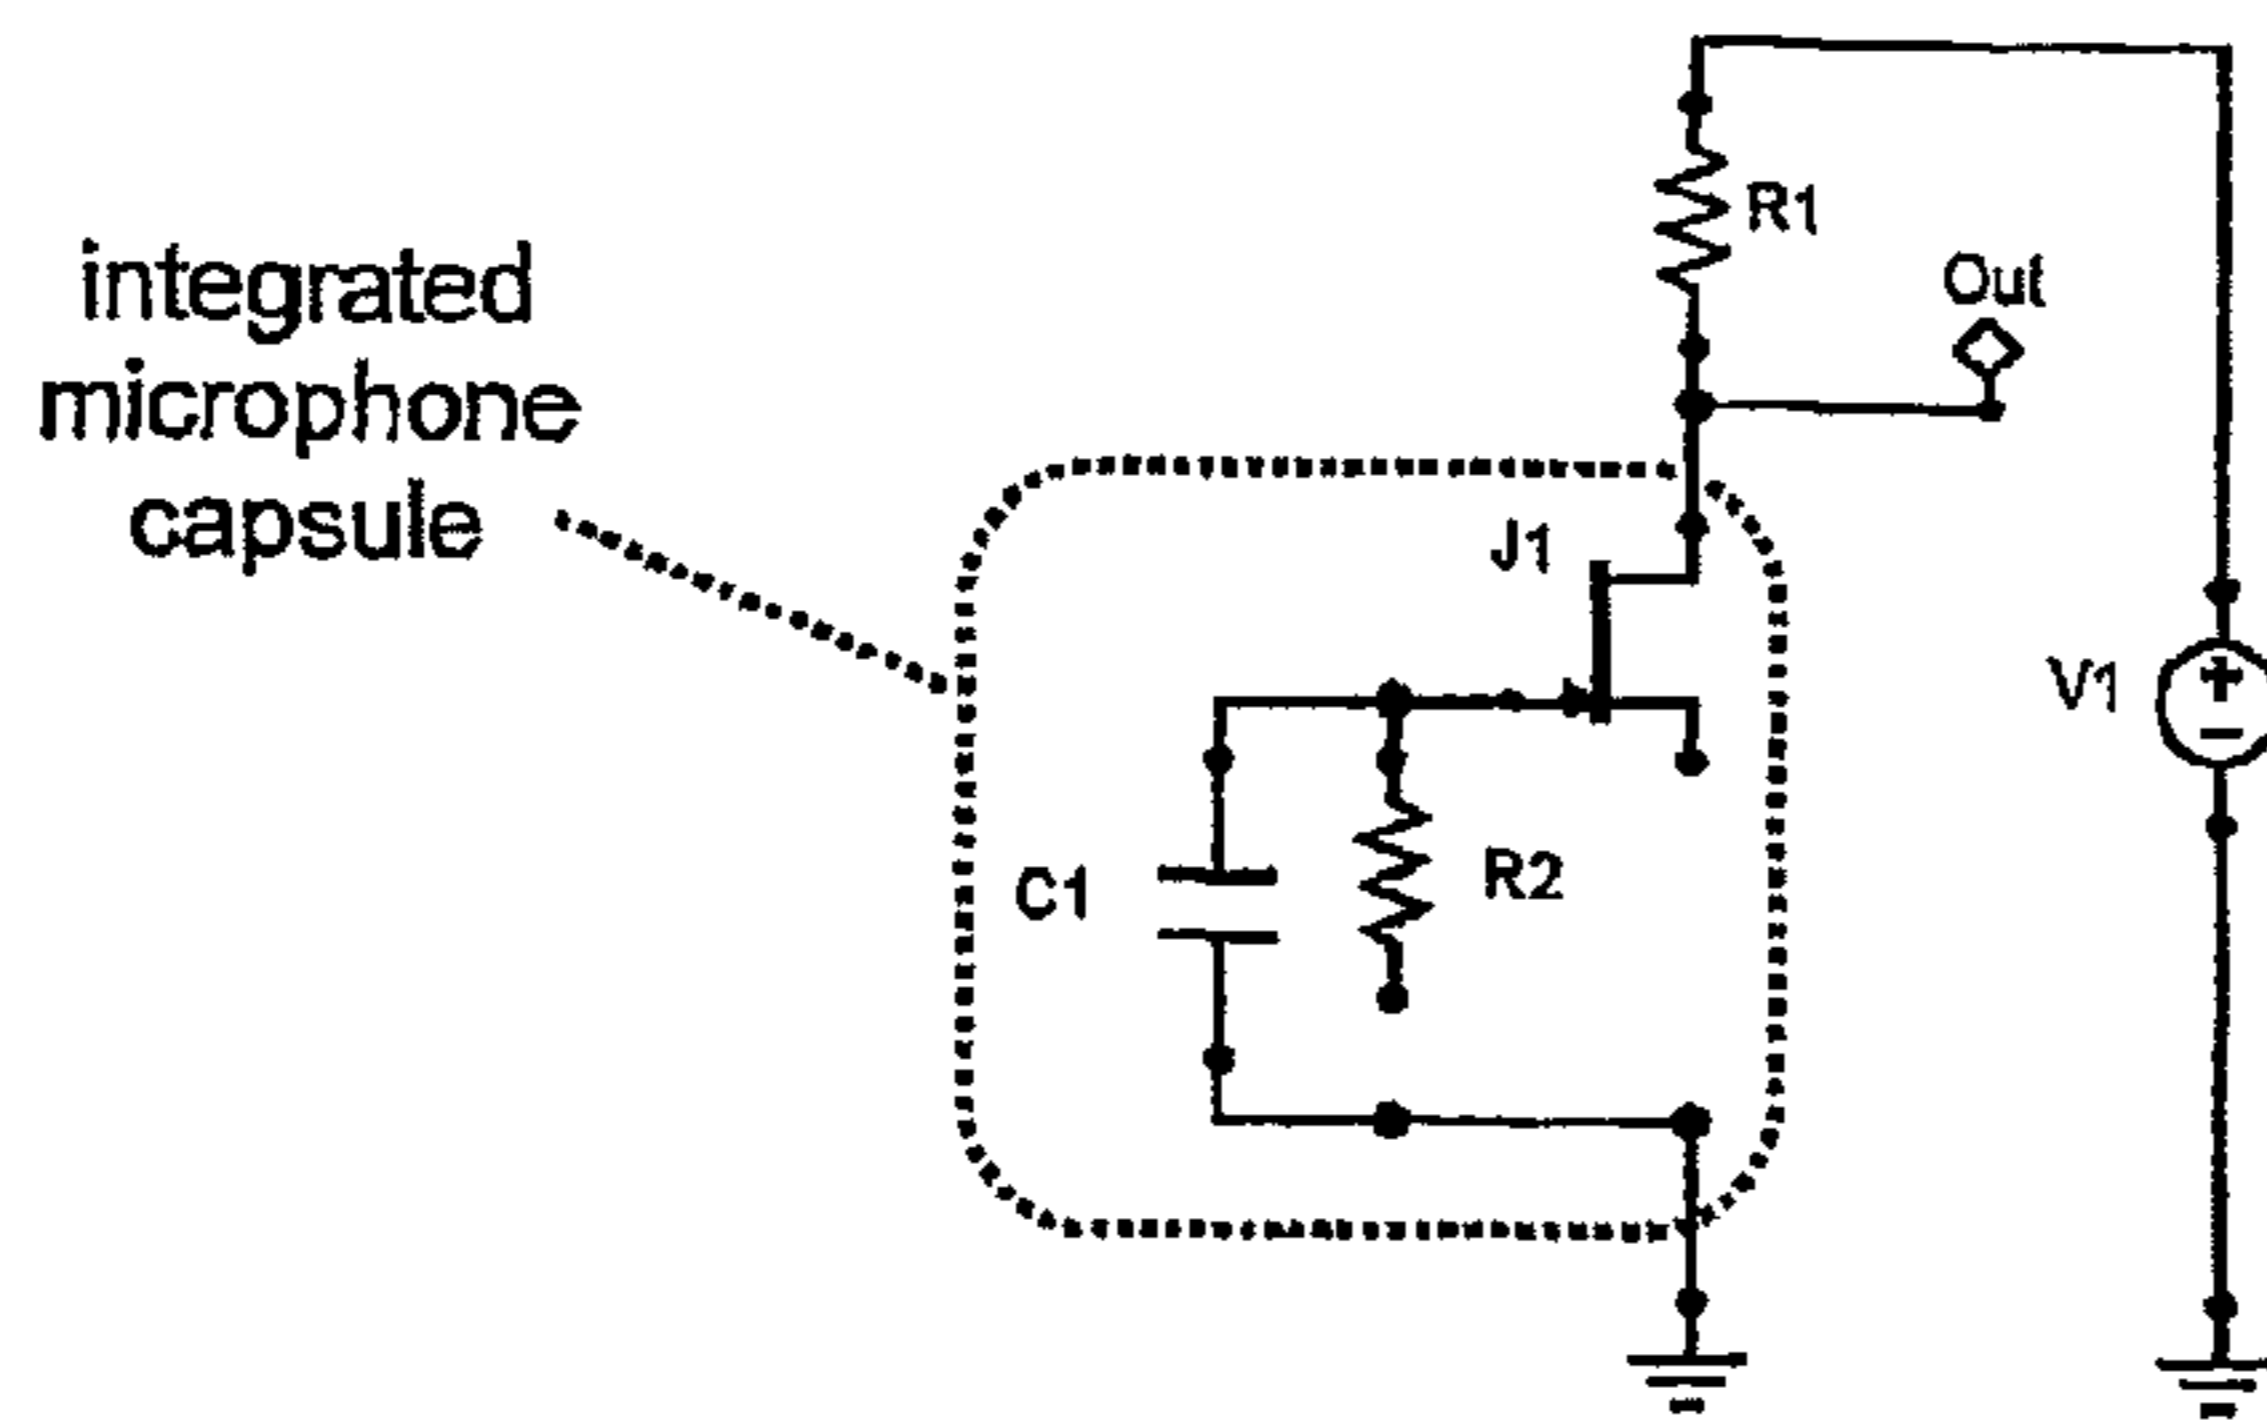 integrated
microphone
capsule
R1
Out
J1
V1
C1
R2